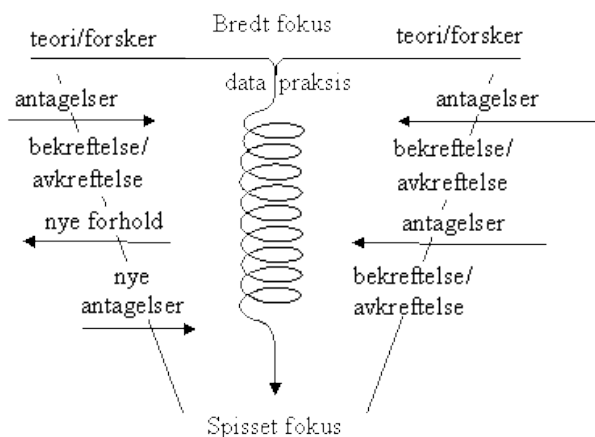 Bredt fokus
teori/forsker
teori/forsker
data praksis
antagelser
bekreftelse/
avkreftelse
nye forhold
nye
antagelser
antagelser
bekreftelse/
avkreftelse
antagelser
bekreftelse/
avkreftelse
Spisset fokus